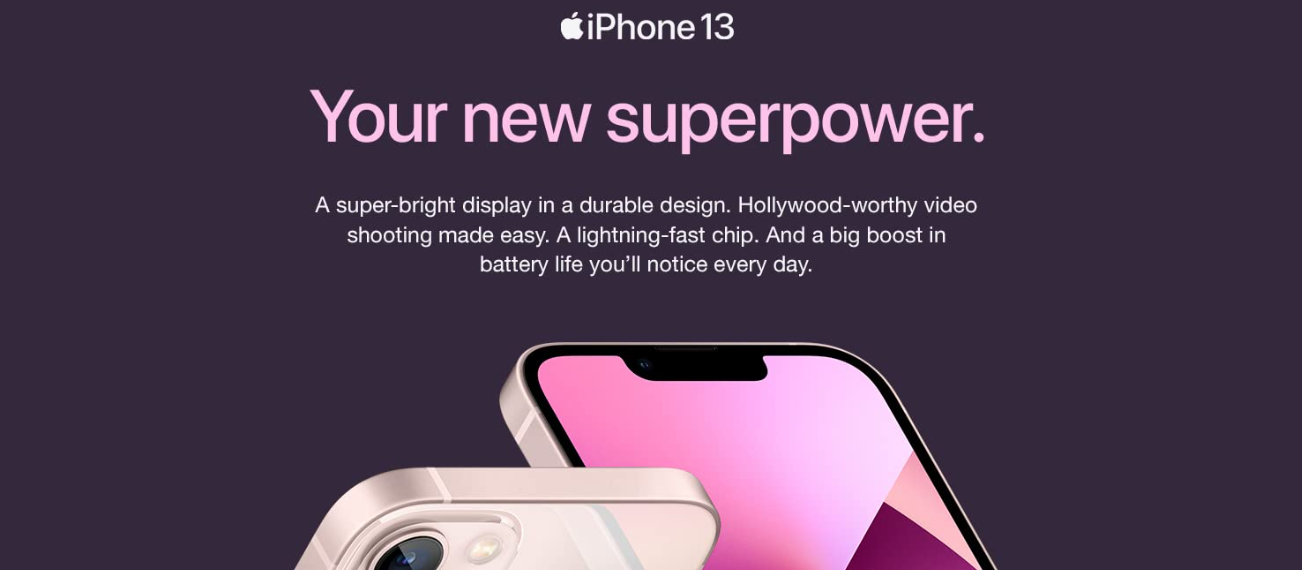 iPhone 13
Your new superpower.
A super-bright display in a durable design. Hollywood-worthy video
shooting made easy. A lightning-fast chip. And a big boost in
battery life you’ll notice every day.